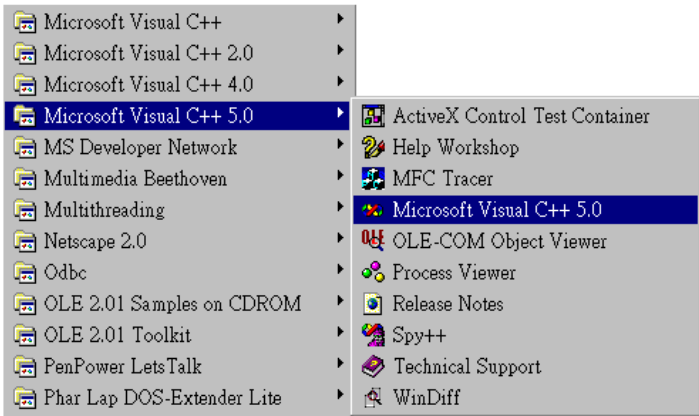 Microsoft Visual C++
Microsoft Visual C++ 2.0
Microsoft Visual C++ 4.0
Microsoft Visual C++ 5.0
MS Developer Network
Multimedia Beethoven
Multithreading
Netscape 2.0
Odbc
OLE 2.01 Samples on CDROM
OLE 2.01 Toolkit
PenPower LetsTalk
Phar Lap DOS-Extender Lite
ActiveX Control Test Container
Help Workshop
MFC Tracer
Microsoft Visual C++ 5.0
OLE-COM Object Viewer
Process Viewer
Release Notes
Spy++
Technical Support
WinDiff